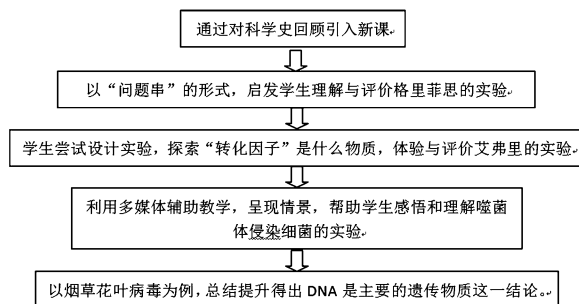 通过对科学史回顾引入新课
以“问题串”的形式，启发学生理解与评价格里菲思的实验
学生尝试设计实验，探索“转化因子”是什么物质，体验与评价艾弗里的实验
利用多媒体辅助教学，呈现情景，帮助学生感悟和理解噬菌
体侵染细菌的实验
以烟草花叶病毒为例，总结提升得出 DNA 是主要的遗传物质这一结论。